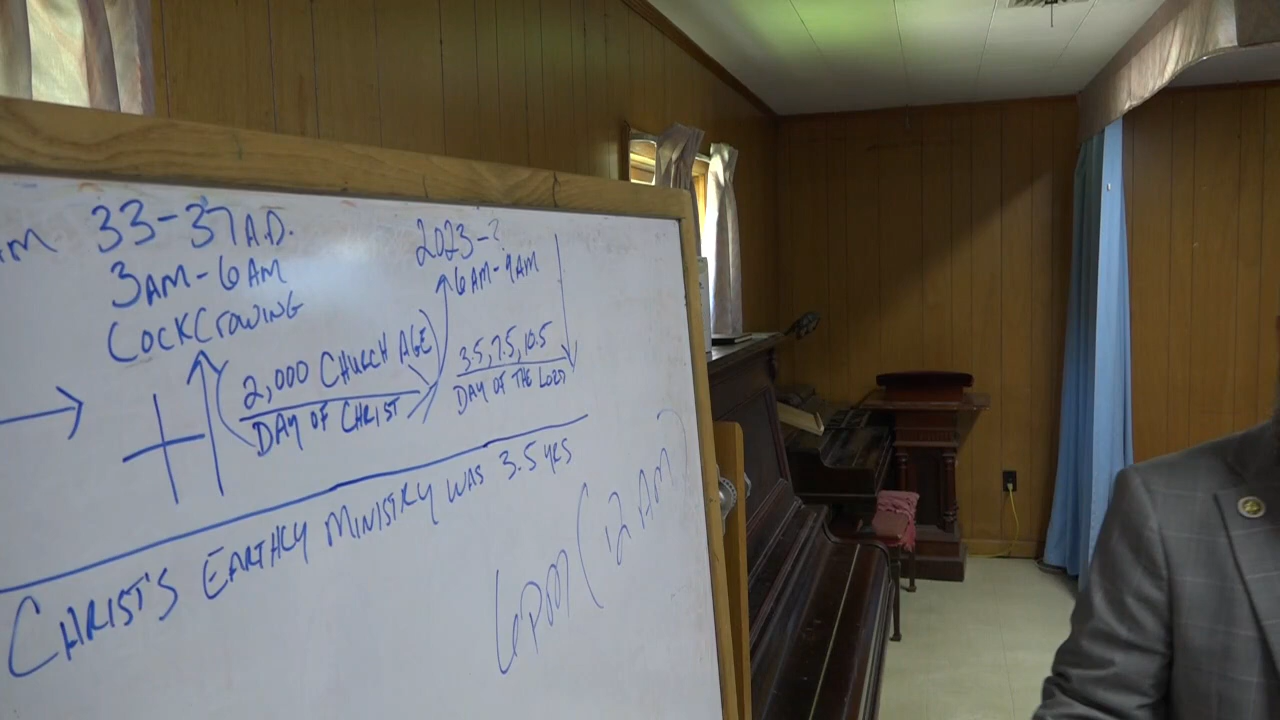 33-37 A.D.
3AM-6AM
COCKCROWING
2023-?
6AM-9AM
(2,000 CHURCH AGE)
DAY OF CHRIST
3.5, 7.5, 10.5
DAY OF THE LORD
CHRIST'S EARTHLY MINISTRY WAS 3.5 YRS
6PM (12AM)